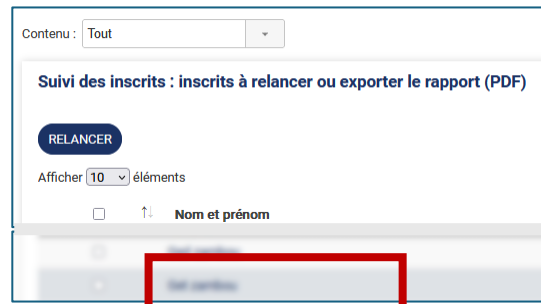 Contenu : Tout
Suivi des inscrits : inscrits à relancer ou exporter le rapport (PDF)
RELANCER
Afficher 10 éléments
Nom et prénom